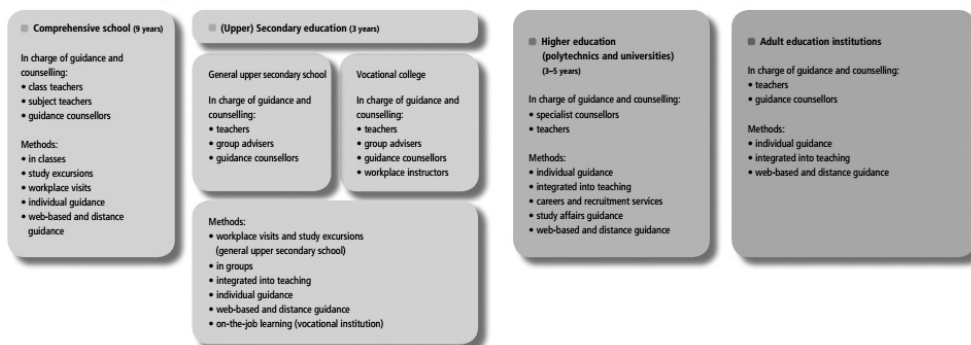 Comprehensive school (9 years)
In charge of guidance and
counselling:
• class teachers
• subject teachers
• guidance counsellors
Methods:
• in classes
• study excursions
• workplace visits
• individual guidance
• web-based and distance
guidance
(Upper) Secondary education (3 years)
General upper secondary school
In charge of guidance and
counselling:
• teachers
• group advisers
• guidance counsellors
Vocational college
In charge of guidance and
counselling:
• teachers
• group advisers
• guidance counsellors
• workplace instructors
Methods:
• workplace visits and study excursions
(general upper secondary school)
• in groups
• integrated into teaching
• individual guidance
• web-based and distance guidance
• on-the-job learning (vocational institution)
Higher education
(polytechnics and universities)
(3–5 years)
In charge of guidance and counselling:
• specialist counsellors
• teachers
Methods:
• individual guidance
• integrated into teaching
• careers and recruitment services
• study affairs guidance
• web-based and distance guidance
Adult education institutions
In charge of guidance and counselling:
• teachers
• guidance counsellors
Methods:
• individual guidance
• integrated into teaching
• web-based and distance guidance